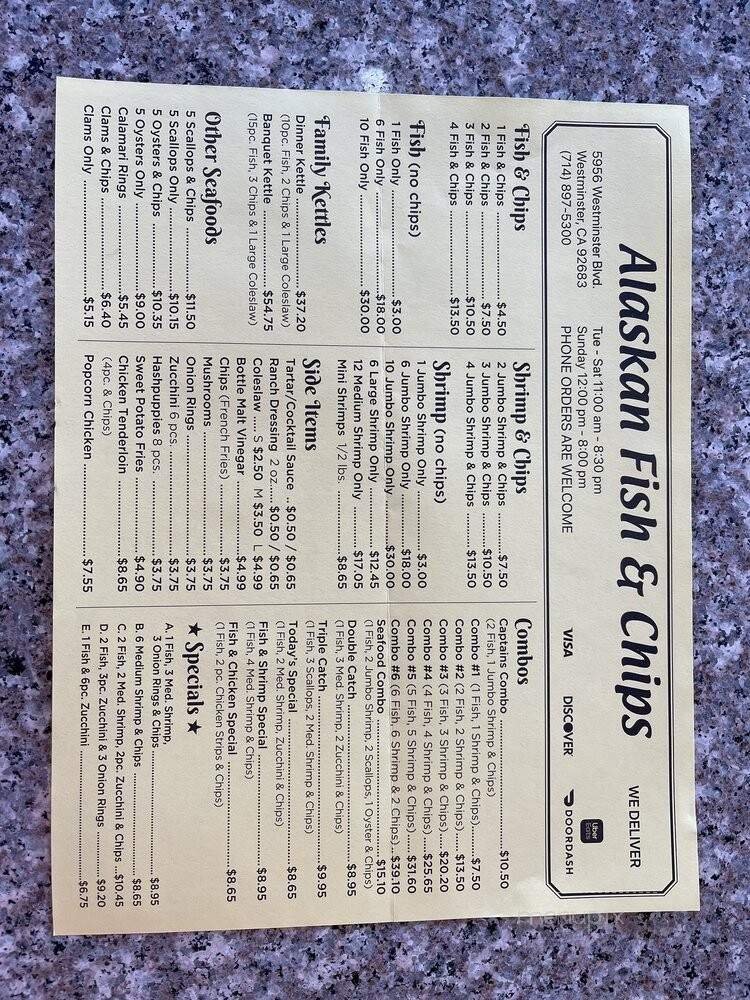 Alaskan Fish & Chips
5956 Westminster Blvd.
Westminster, CA 92683
(714) 897-5300
Tue - Sat 11:00 am - 8:30 pm
Sunday 12:00 pm - 8:00 pm
PHONE ORDERS ARE WELCOME
WE DELIVER
VISA DISCOVER Uber Eats DOORDASH
Fish & Chips
1 Fish & Chips $4.50
2 Fish & Chips $7.50
3 Fish & Chips $10.50
4 Fish & Chips $13.50
Fish (no chips)
1 Fish Only $3.00
6 Fish Only $18.00
10 Fish Only $30.00
Family Kettles
Dinner Kettle $37.20
(10pc. Fish, 2 Chips & 1 Large Coleslaw)
Banquet Kettle $54.75
(15pc. Fish, 3 Chips & 1 Large Coleslaw)
Other Seafoods
5 Scallops & Chips $11.50
5 Scallops Only $10.15
5 Oysters & Chips $10.35
5 Oysters Only $9.00
Calamari Rings $5.45
Clams & Chips $6.40
Clams Only $5.15
Shrimp & Chips
2 Jumbo Shrimp & Chips $7.50
3 Jumbo Shrimp & Chips $10.50
4 Jumbo Shrimp & Chips $13.50
Shrimp (no chips)
1 Jumbo Shrimp Only $3.00
6 Jumbo Shrimp Only $18.00
10 Jumbo Shrimp Only $30.00
6 Large Shrimp Only $12.45
12 Medium Shrimp Only $17.05
Mini Shrimps 1/2 lbs. $8.65
Side Items
Tartar/Cocktail Sauce $0.50 / $0.65
Ranch Dressing 2 oz. $0.50 / $0.65
Coleslaw S $2.50 M $3.50 L $4.99
Bottle Malt Vinegar $4.99
Chips (French Fries) $3.75
Mushrooms $3.75
Onion Rings $3.75
Zucchini 6 pcs. $3.75
Hashpuppies 8 pcs. $3.75
Sweet Potato Fries $4.90
Chicken Tenderloin $8.65
(4pc. & Chips)
Popcorn Chicken $7.55
Combos
Captains Combo $10.50
(2 Fish, 1 Jumbo Shrimp & Chips)
Combo #1 (1 Fish, 1 Shrimp & Chips) $7.50
Combo #2 (2 Fish, 2 Shrimp & Chips) $13.50
Combo #3 (3 Fish, 3 Shrimp & Chips) $20.20
Combo #4 (4 Fish, 4 Shrimp & Chips) $25.65
Combo #5 (5 Fish, 5 Shrimp & Chips) $31.60
Combo #6 (6 Fish, 6 Shrimp & 2 Chips) $39.10
Seafood Combo $15.10
(1 Fish, 2 Jumbo Shrimp, 2 Scallops, 1 Oyster & Chips)
Double Catch $8.95
(1 Fish, 3 Med. Shrimp, 2 Zucchini & Chips)
Triple Catch $9.95
(1 Fish, 3 Scallops, 2 Med. Shrimp & Chips)
Today's Special $8.65
(1 Fish, 2 Med Shrimp, Zucchini & Chips)
Fish & Shrimp Special $8.95
(1 Fish, 4 Med Shrimp & Chips)
Fish & Chicken Special $8.65
(1 Fish, 2 pc. Chicken Strips & Chips)
★ Specials ★
A. 1 Fish, 3 Med. Shrimp,
3 Onion Rings & Chips $8.95
B. 6 Medium Shrimp & Chips $8.65
C. 2 Fish, 2 Med. Shrimp, 2pc. Zucchini & Chips $10.45
D. 2 Fish, 3pc. Zucchini & 3 Onion Rings $9.20
E. 1 Fish & 6pc. Zucchini $6.75